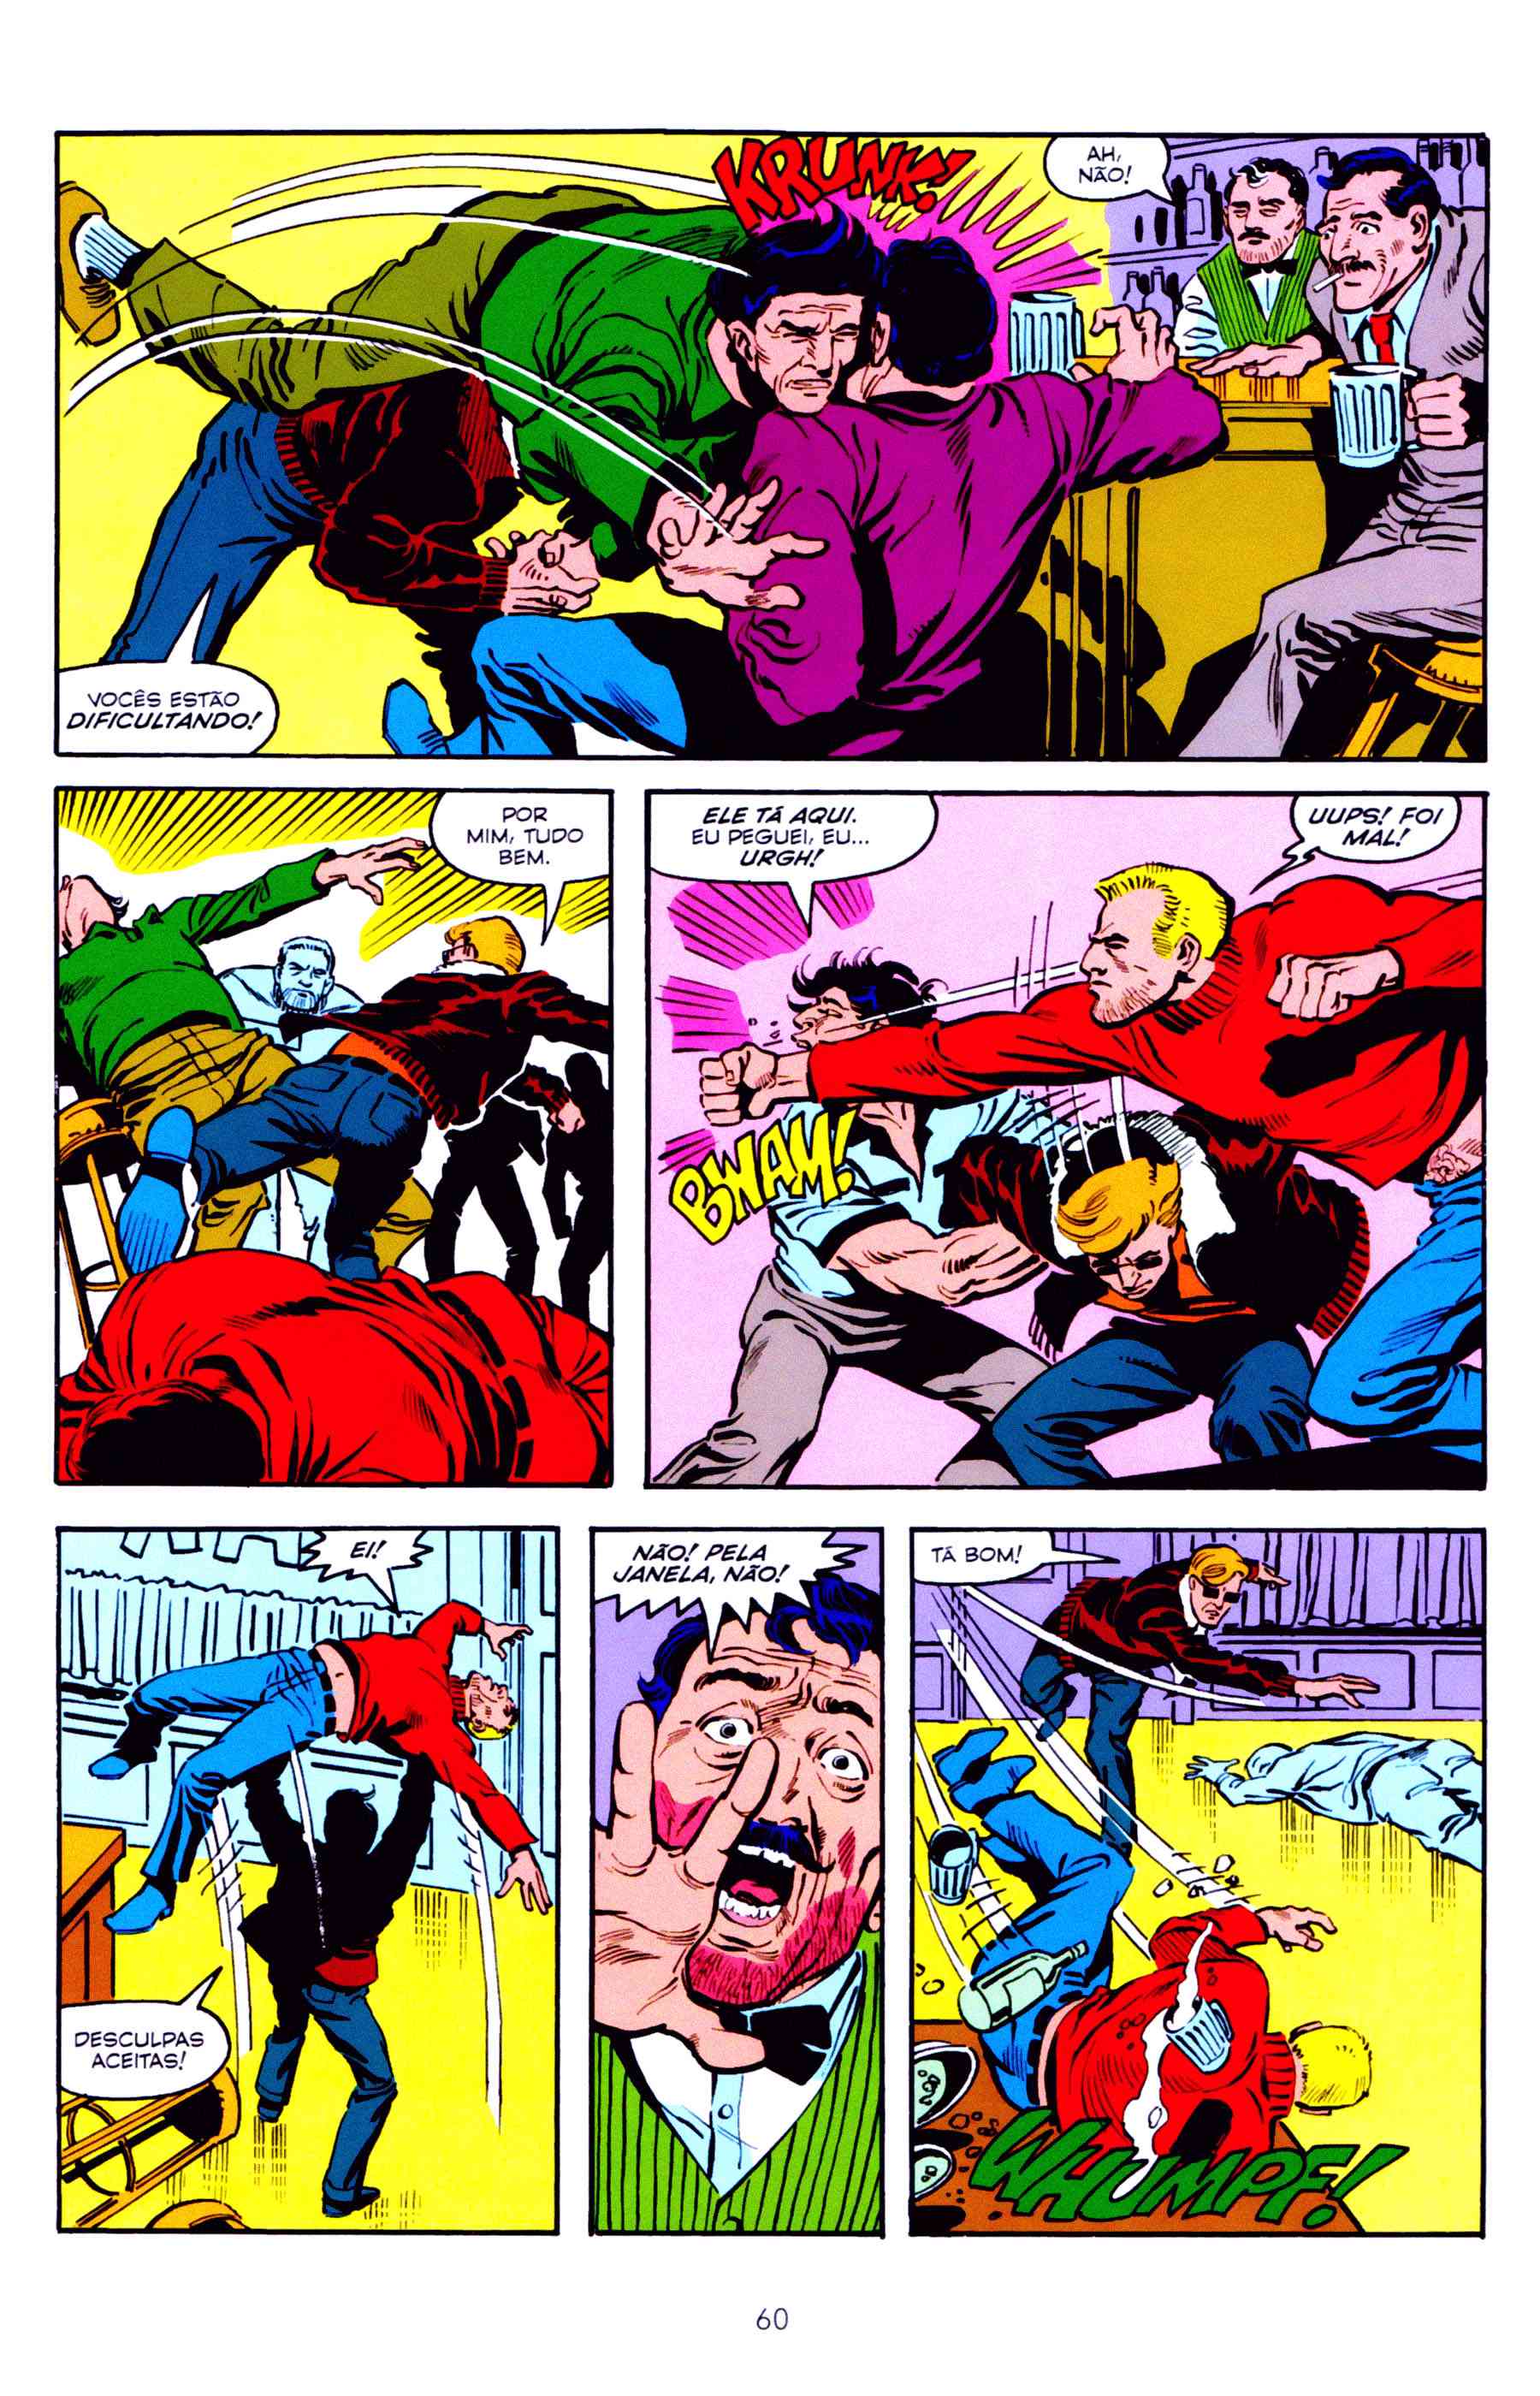 KRUNK!
AH,
NÃO!
VOCÊS ESTÃO
DIFICULTANDO!
POR
MIM, TUDO
BEM.
ELE TÁ AQUI.
EU PEGUEI, EU...
URGH!
UUPS! FOI
MAL!
BWAM!
EI!
DESCULPAS
ACEITAS!
NÃO! PELA
JANELA, NÃO!
TÁ BOM!
WHUMPF!
60